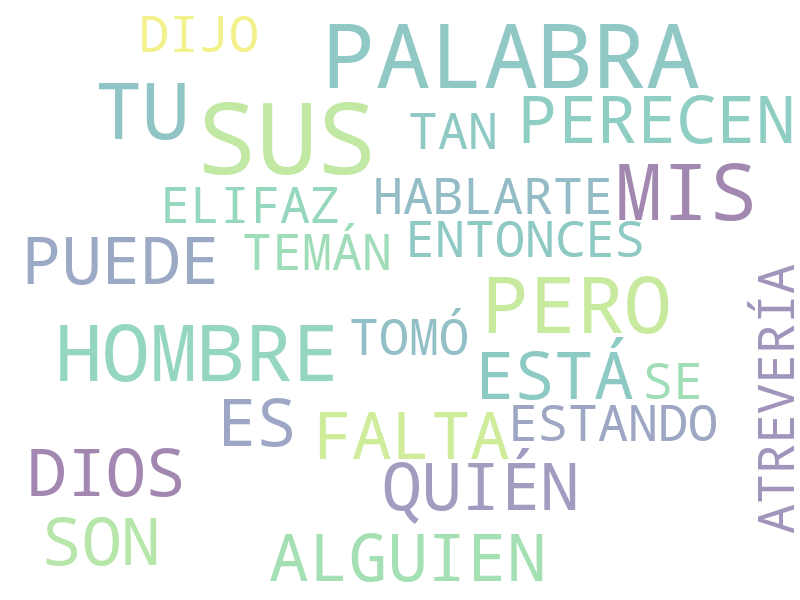 DIJO
PALABRA
TU
SUS
TAN
PERECEN
ELIFAZ
HABLARTE
MIS
PUEDE
TEMÁN
ENTONCES
PERO
HOMBRE
TOMÓ
ESTÁ
SE
ATREVERÍA
ES
FALTA
ESTANDO
DIOS
QUIÉN
SON
ALGUIEN